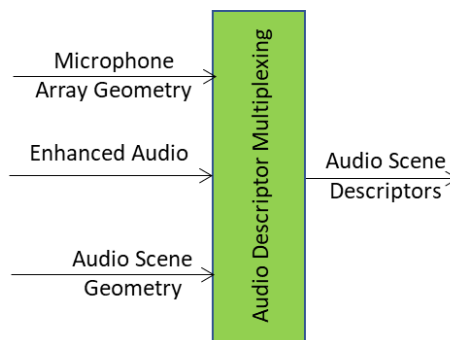 Microphone
Array Geometry
Enhanced Audio
Audio Scene
Geometry
Audio Descriptor Multiplexing
Audio Scene
Descriptors